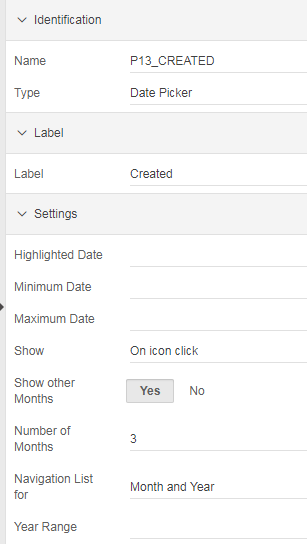 Identification
Name P13_CREATED
Type Date Picker
Label
Label Created
Settings
Highlighted Date
Minimum Date
Maximum Date
Show On icon click
Show other
Months Yes No
Number of
Months 3
Navigation List
for Month and Year
Year Range